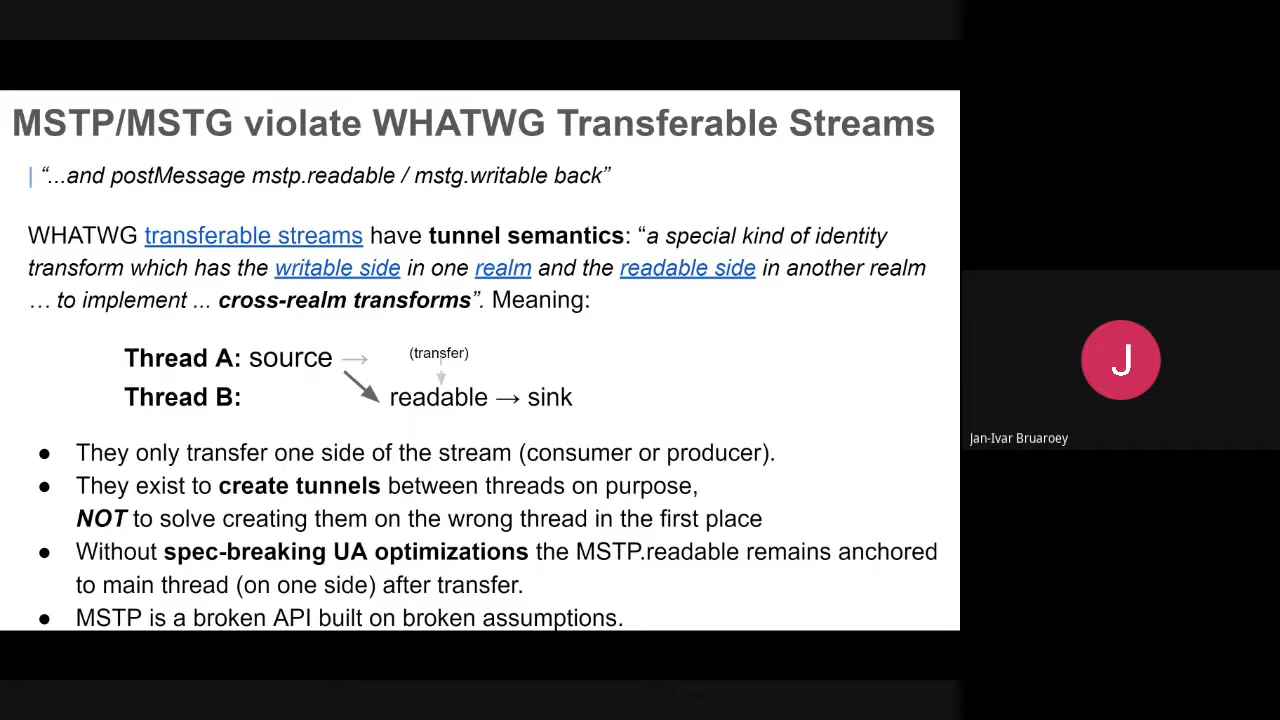 MSTP/MSTG violate WHATWG Transferable Streams
| “...and postMessage mstp.readable / mstg.writable back”
WHATWG transferable streams have tunnel semantics: “a special kind of identity
transform which has the writable side in one realm and the readable side in another realm
… to implement ... cross-realm transforms”. Meaning:
Thread A: source → (transfer)
Thread B: readable → sink
● They only transfer one side of the stream (consumer or producer).
● They exist to create tunnels between threads on purpose,
NOT to solve creating them on the wrong thread in the first place
● Without spec-breaking UA optimizations the MSTP.readable remains anchored
to main thread (on one side) after transfer.
● MSTP is a broken API built on broken assumptions.
J
Jan-Ivar Bruaroey